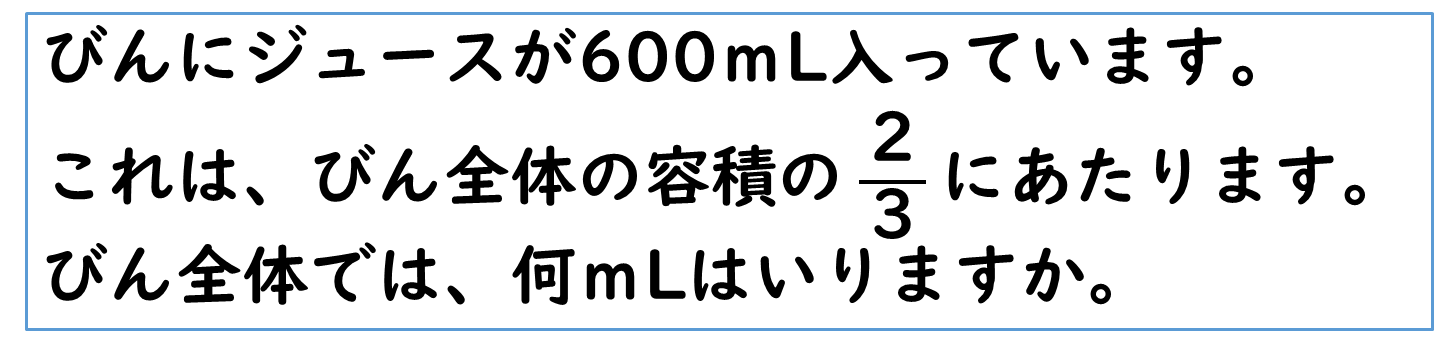 びんにジュースが600mL入っています。
これは、びん全体の容積の2/3にあたります。
びん全体では、何mLはいりますか。